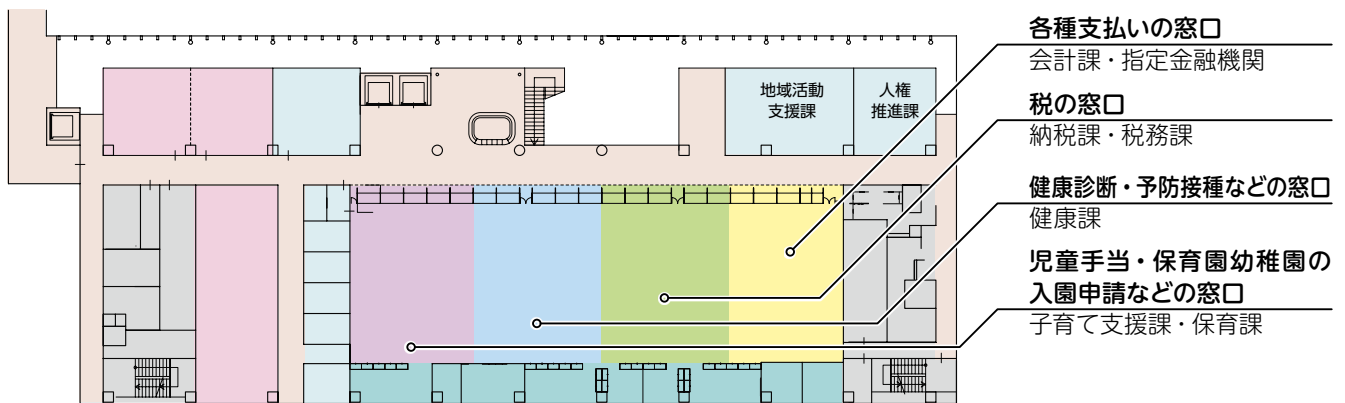 地域活動
支援課
人権
推進課
各種支払いの窓口
会計課・指定金融機関
税の窓口
納税課・税務課
健康診断・予防接種などの窓口
健康課
児童手当・保育園幼稚園の
入園申請などの窓口
子育て支援課・保育課